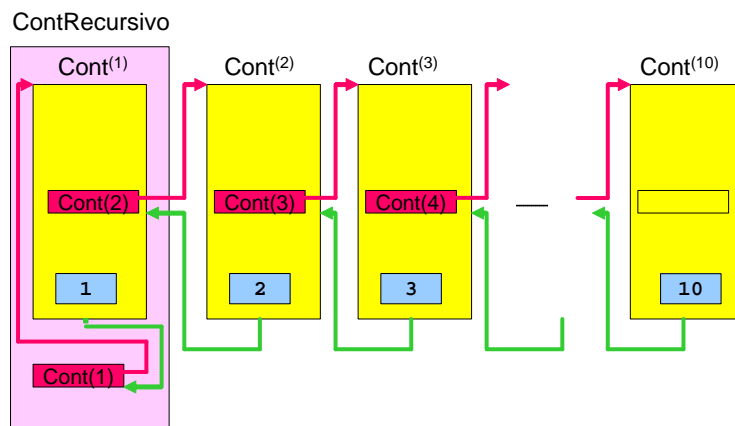 ContRecursivo
Cont(1) Cont(2) Cont(3) Cont(10)
Cont(2) Cont(3) Cont(4)
1 2 3 10
Cont(1)